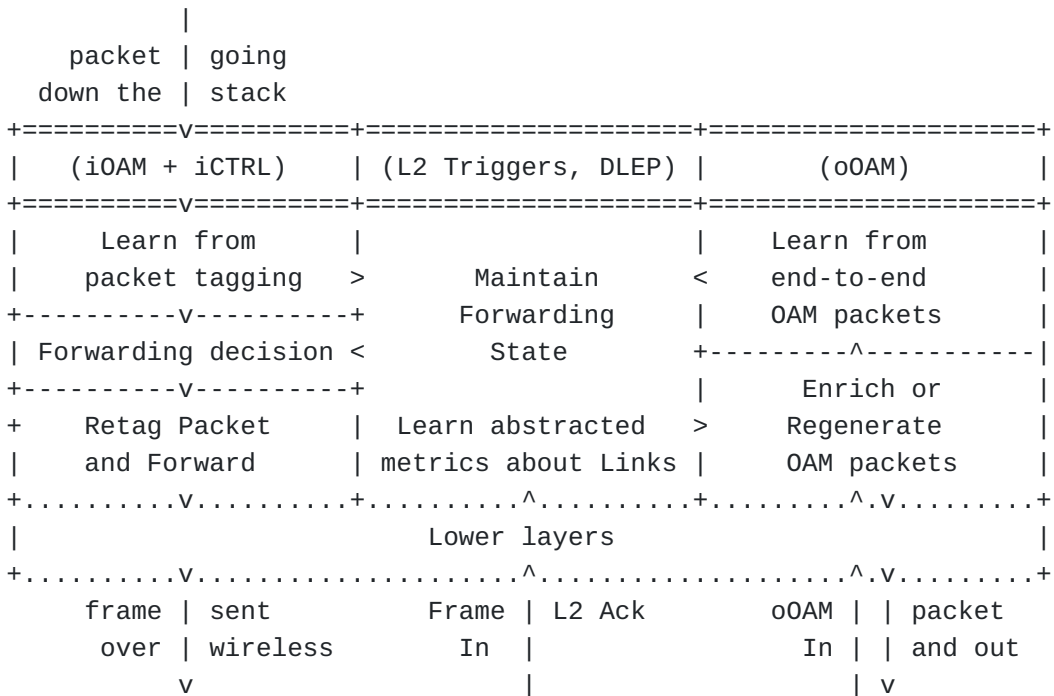 |
    packet | going
  down the | stack
+==========v==========+=====================+=====================+
|   (iOAM + iCTRL)    | (L2 Triggers, DLEP) |       (oOAM)        |
+==========v==========+=====================+=====================+
|     Learn from      |                     |    Learn from       |
|    packet tagging   >       Maintain      <    end-to-end       |
+----------v----------+      Forwarding     |    OAM packets      |
| Forwarding decision <        State        +---------^-----------|
+----------v----------+                     |      Enrich or      |
+    Retag Packet     |  Learn abstracted   >     Regenerate      |
|    and Forward      | metrics about Links |     OAM packets     |
+..........v..........+..........^..........+.........^.v.........+
|                          Lower layers                           |
+..........v.....................^....................^.v.........+
     frame | sent          Frame | L2 Ack        oOAM | | packet
      over | wireless        In  |                 In | | and out
           v                     |                    | v